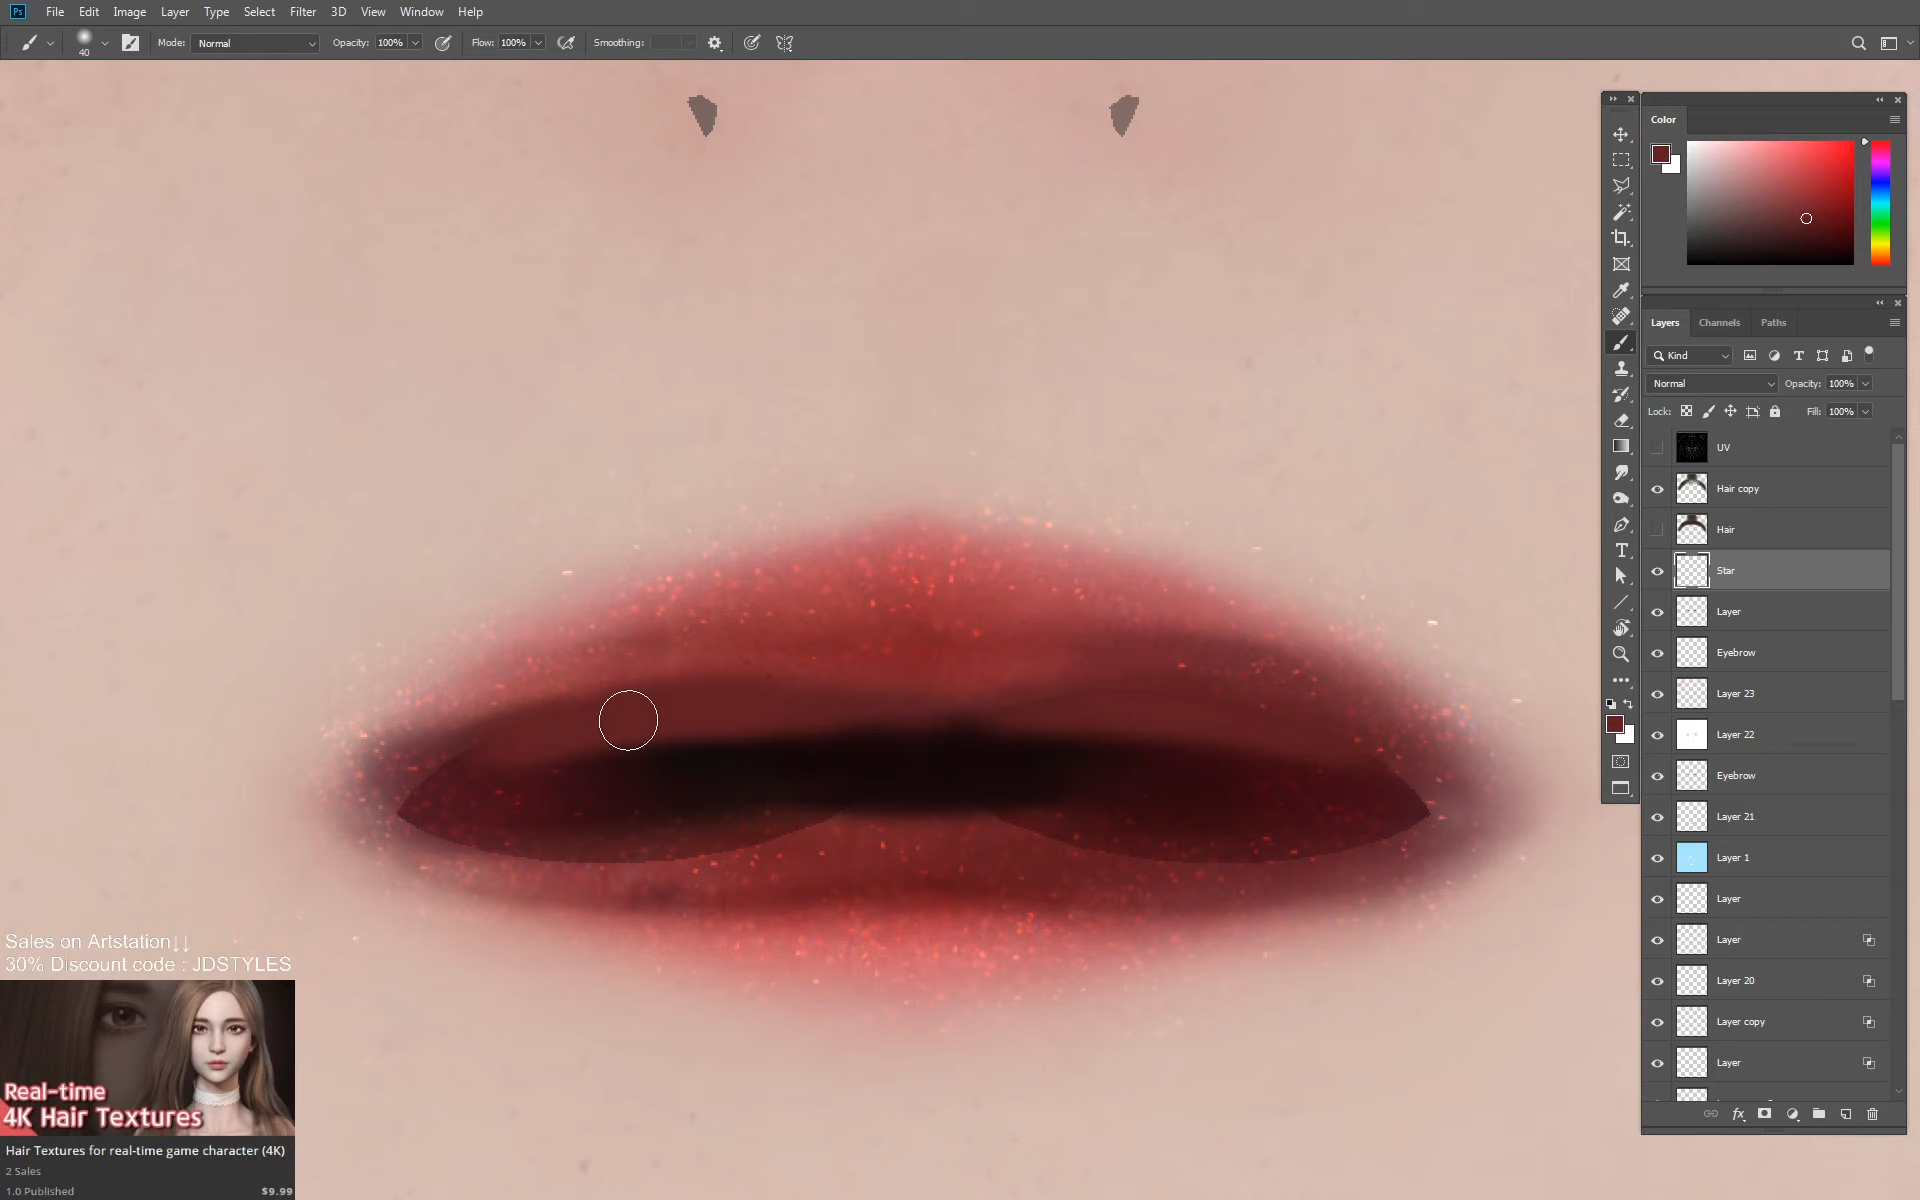 Ps File Edit Image Layer Type Select Filter 3D View Window Help
40 Mode: Normal Opacity: 100% Flow: 100% Smoothing:
Color
Layers Channels Paths
Kind
Normal Opacity: 100%
Lock: Fill: 100%
UV
Hair copy
Hair
Star
Layer
Eyebrow
Layer 23
Layer 22
Eyebrow
Layer 21
Layer 1
Layer
Layer
Layer 20
Layer copy
Layer
fx
Sales on Artstation↓↓
30% Discount code : JDSTYLES
Real-time
4K Hair Textures
Hair Textures for real-time game character (4K)
2 Sales
1.0 Published $9.99